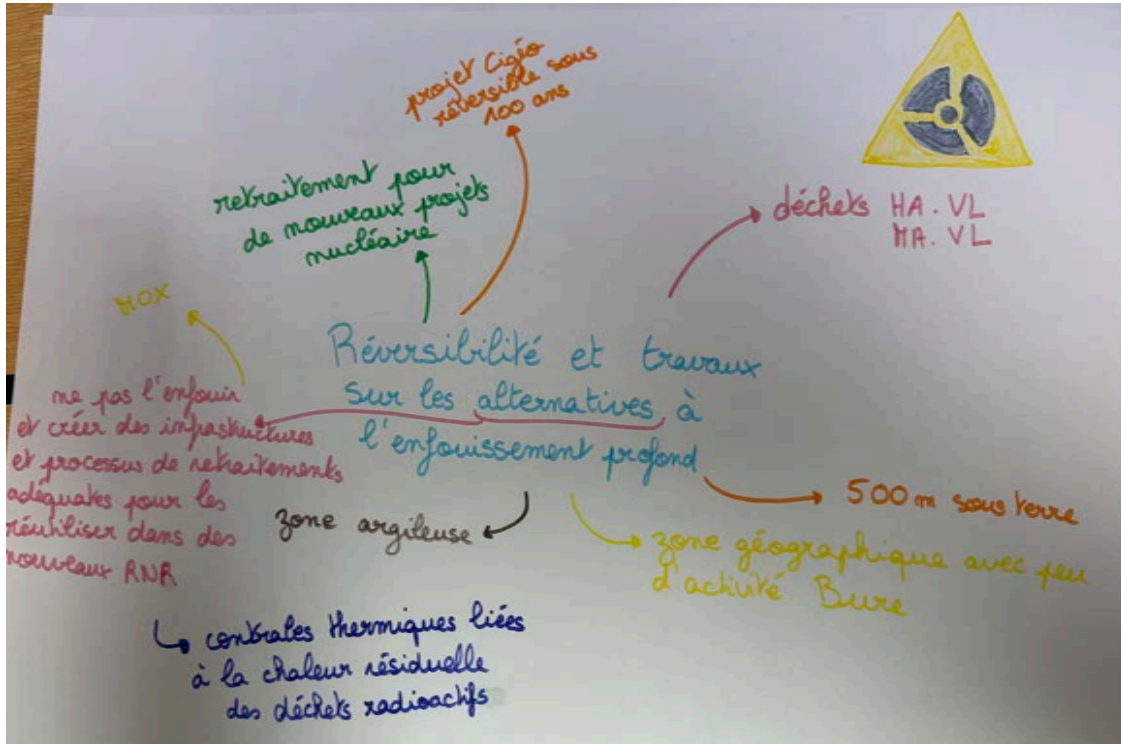 projet Cigéo
réversible sous
100 ans
retraitement pour
de nouveaux projets
nucléaire
déchets HA.VL
MA.VL
MOX
Réversibilité et travaux
sur les alternatives à
l'enfouissement profond
ne pas l'enfouir
et créer des infrastuctures
et processus de retraitements
adéquates pour les
réutiliser dans des
nouveaux RNR
zone argileuse
500 m sous terre
zone géographique avec peu
d'activité Bure
contrales thermiques liées
à la chaleur résiduelle
des déchets radioactifs